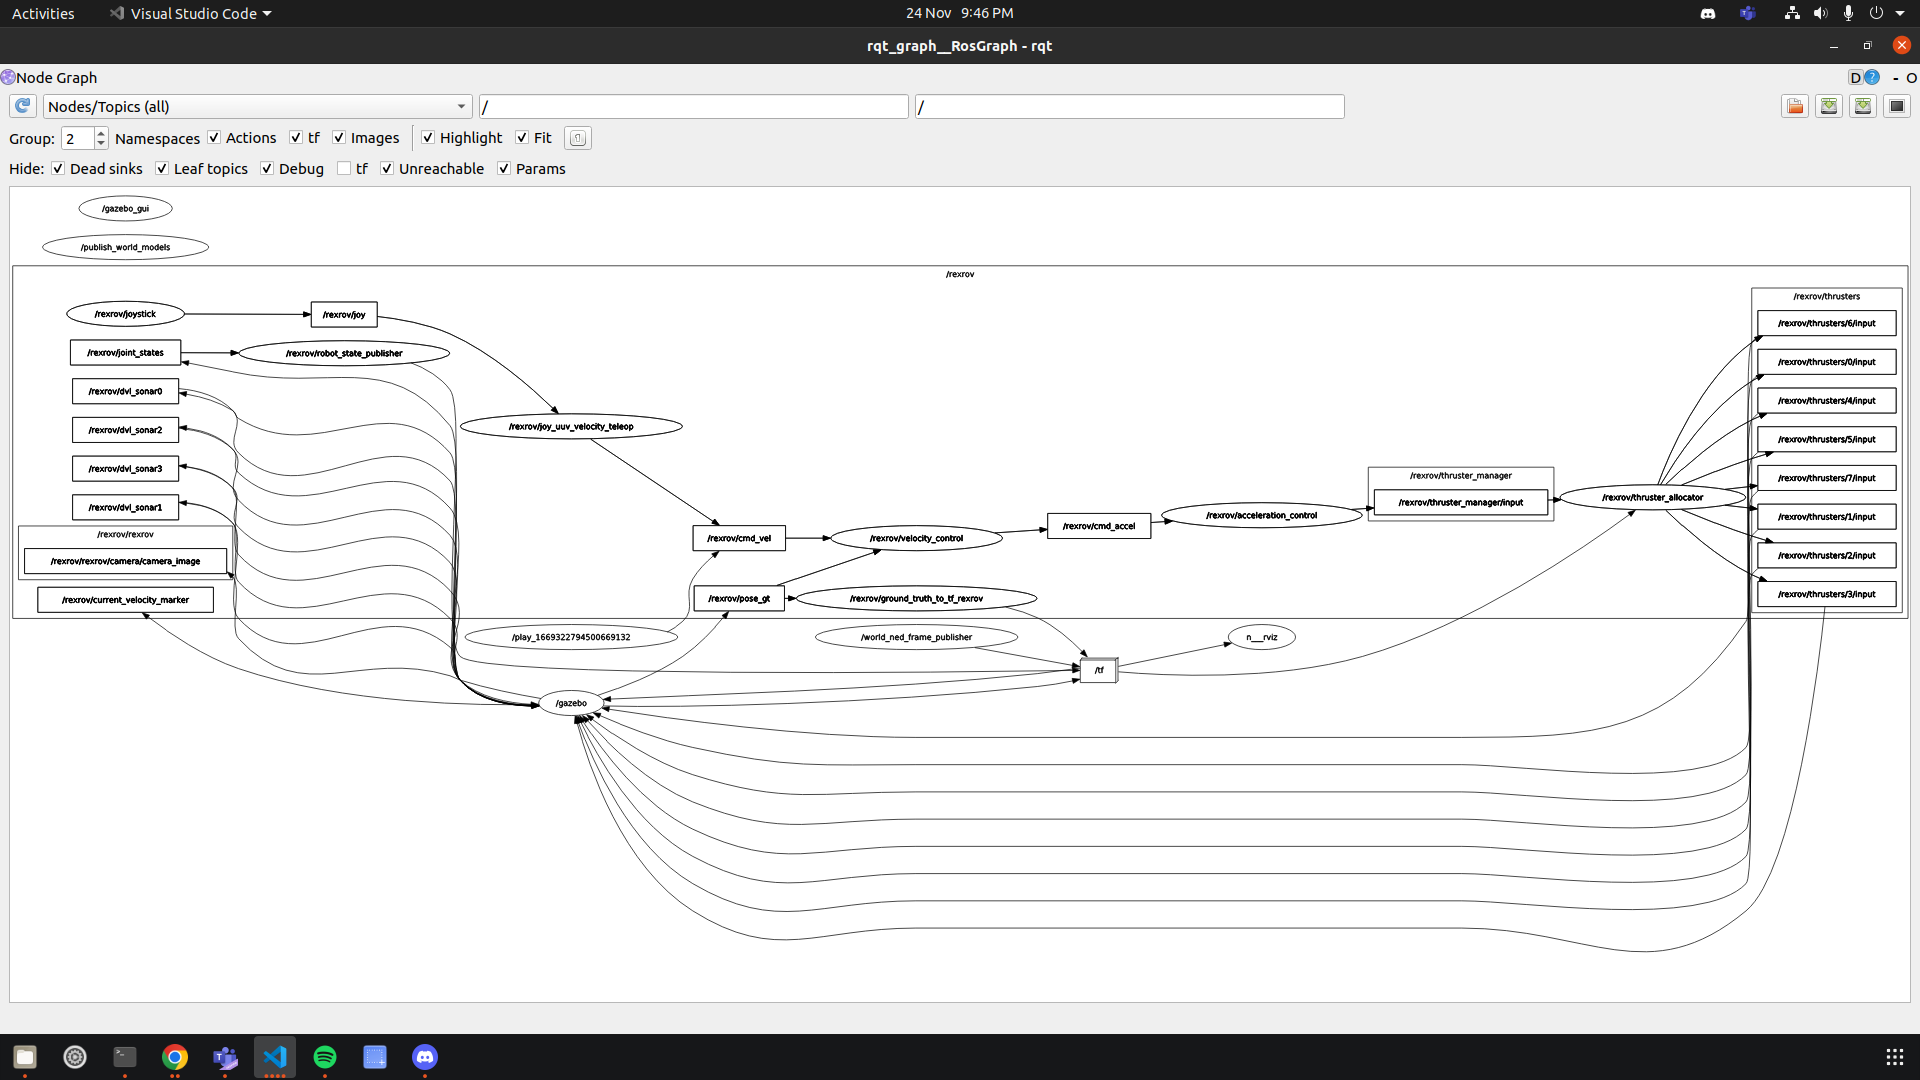 Activities
Visual Studio Code
24 Nov 9:46 PM
rqt_graph__RosGraph - rqt
Node Graph
D
?
- O
Nodes/Topics (all)
/
/
Group: 2 Namespaces Actions tf Images Highlight Fit
Hide: Dead sinks Leaf topics Debug tf Unreachable Params
/gazebo_gui
/publish_world_models
/rexrov
/rexrov/thrusters
/rexrov/joystick
/rexrov/joy
/rexrov/thrusters/6/input
/rexrov/joint_states
/rexrov/robot_state_publisher
/rexrov/thrusters/0/input
/rexrov/dvl_sonar0
/rexrov/thrusters/4/input
/rexrov/dvl_sonar2
/rexrov/joy_uuv_velocity_teleop
/rexrov/thrusters/5/input
/rexrov/dvl_sonar3
/rexrov/thruster_manager
/rexrov/thrusters/7/input
/rexrov/dvl_sonar1
/rexrov/thruster_manager/input
/rexrov/thruster_allocator
/rexrov/acceleration_control
/rexrov/thrusters/1/input
/rexrov/rexrov
/rexrov/cmd_vel
/rexrov/velocity_control
/rexrov/cmd_accel
/rexrov/rexrov/camera/camera_image
/rexrov/thrusters/2/input
/rexrov/current_velocity_marker
/rexrov/pose_gt
/rexrov/ground_truth_to_tf_rexrov
/rexrov/thrusters/3/input
/play_1669322794500669132
/world_ned_frame_publisher
n__rviz
/tf
/gazebo